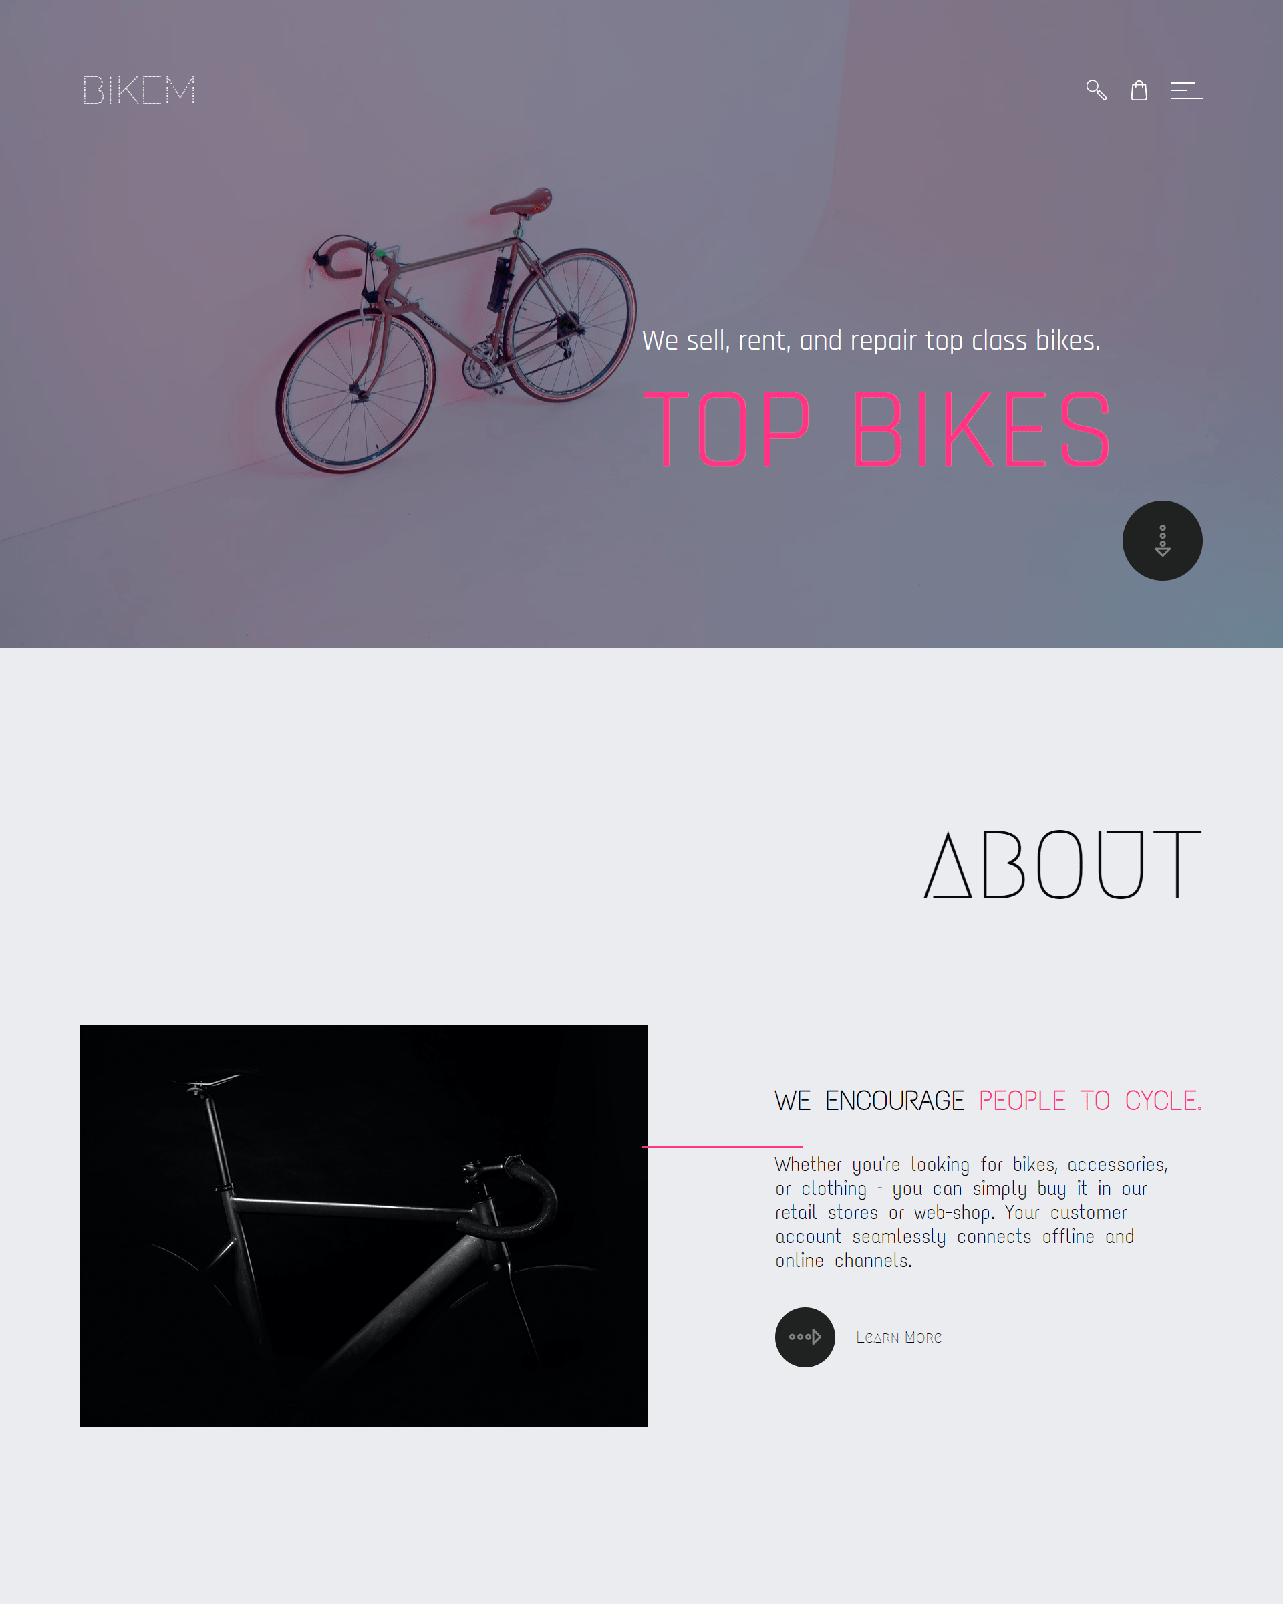 BIKEM
We sell, rent, and repair top class bikes.
TOP BIKES
ABOUT
WE ENCOURAGE PEOPLE TO CYCLE.
Whether you're looking for bikes, accessories,
or clothing - you can simply buy it in our
retail stores or web-shop. Your customer
account seamlessly connects offline and
online channels.
Learn More